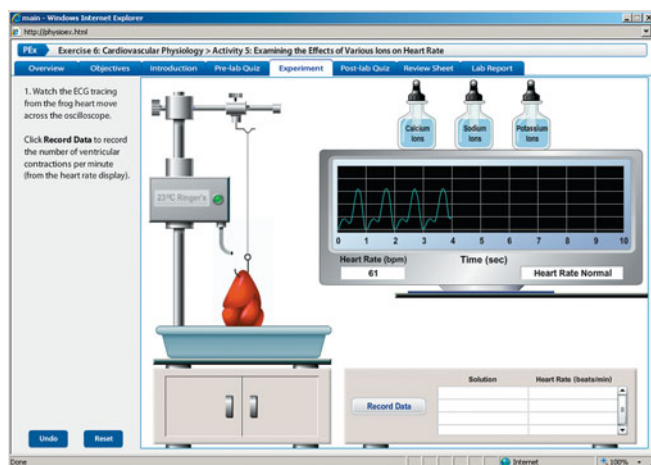 main - Windows Internet Explorer
http://physioex.html
PEx Exercise 6: Cardiovascular Physiology > Activity 5: Examining the Effects of Various Ions on Heart Rate
Overview Objectives Introduction Pre-lab Quiz Experiment Post-lab Quiz Review Sheet Lab Report
1. Watch the ECG tracing
from the frog heart move
across the oscilloscope.
Click Record Data to record
the number of ventricular
contractions per minute
(from the heart rate display).
23ºC Ringer's
Calcium
Ions
Sodium
Ions
Potassium
Ions
0 1 2 3 4 5 6 7 8 9 10
Heart Rate (bpm) Time (sec)
61 Heart Rate Normal
Solution Heart Rate (beats/min)
Record Data
Undo Reset
Done Internet 100%